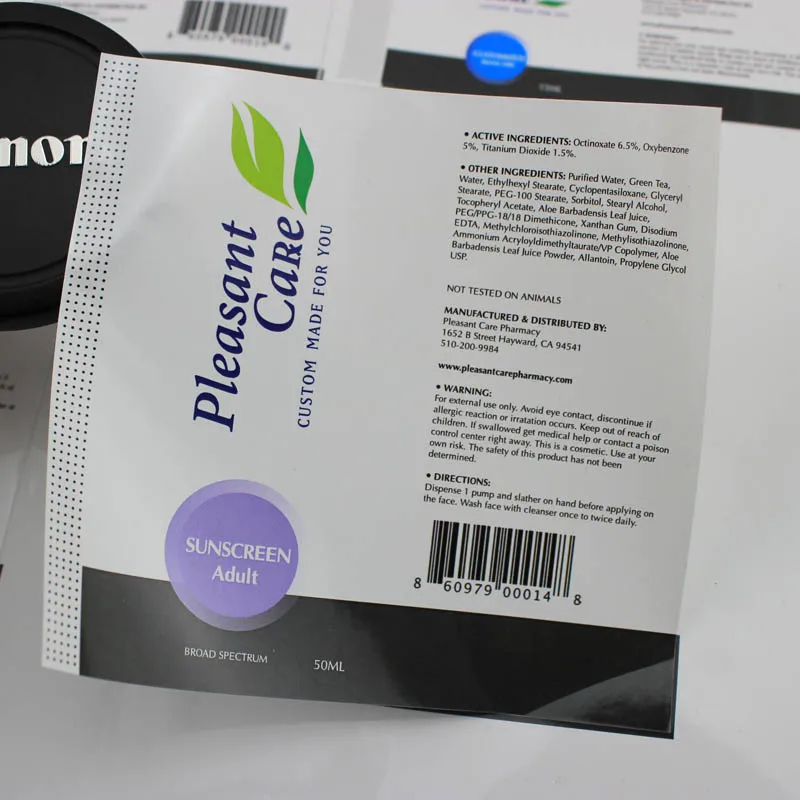 Pleasant
CaRe
CUSTOM MADE FOR YOU
SUNSCREEN
Adult
BROAD SPECTRUM
50ML
• ACTIVE INGREDIENTS: Octinoxate 6.5%, Oxybenzone
5%, Titanium Dioxide 1.5%.
• OTHER INGREDIENTS: Purified Water, Green Tea,
Water, Ethylhexyl Stearate, Cyclopentasiloxane, Glyceryl
Stearate, PEG-100 Stearate, Sorbitol, Stearyl Alcohol,
Tocopheryl Acetate, Aloe Barbadensis Leaf Juice,
PEG/PPG-18/18 Dimethicone, Xanthan Gum, Disodium
EDTA, Methylchloroisothiazolinone, Methylisothiazolinone,
Ammonium Acryloyldimethyltaurate/VP Copolymer, Aloe
Barbadensis Leaf Juice Powder, Allantoin, Propylene Glycol
USP.
NOT TESTED ON ANIMALS
MANUFACTURED & DISTRIBUTED BY:
Pleasant Care Pharmacy
1652 B Street Hayward, CA 94541
510-200-9984
www.pleasantcarepharmacy.com
• WARNING:
For external use only. Avoid eye contact, discontinue if
allergic reaction or irratation occurs. Keep out of reach of
children. If swallowed get medical help or contact a poison
control center right away. This is a cosmetic. Use at your
own risk. The safety of this product has not been
determined.
• DIRECTIONS:
Dispense 1 pump and slather on hand before applying on
the face. Wash face with cleanser once to twice daily.
8 60979 00014 8